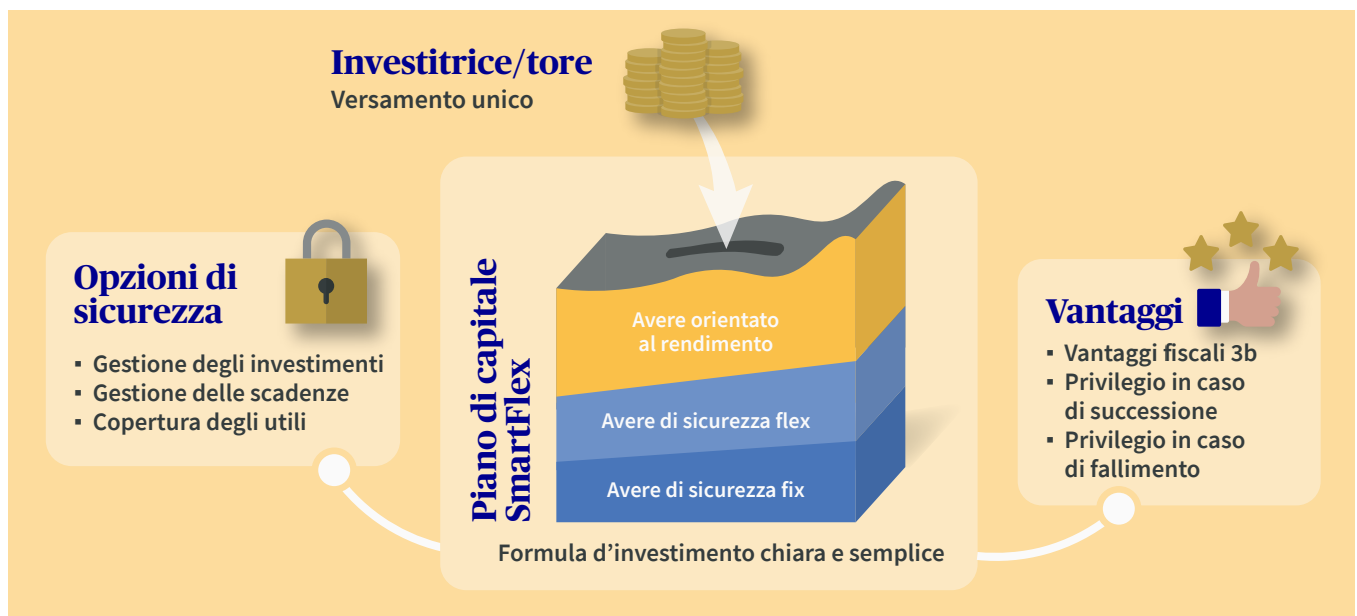 Investitrice/tore
Versamento unico
Opzioni di
sicurezza
▪ Gestione degli investimenti
▪ Gestione delle scadenze
▪ Copertura degli utili
Piano di capitale
SmartFlex
Avere orientato
al rendimento
Avere di sicurezza flex
Avere di sicurezza fix
Formula d’investimento chiara e semplice
Vantaggi
▪ Vantaggi fiscali 3b
▪ Privilegio in caso
di successione
▪ Privilegio in caso
di fallimento